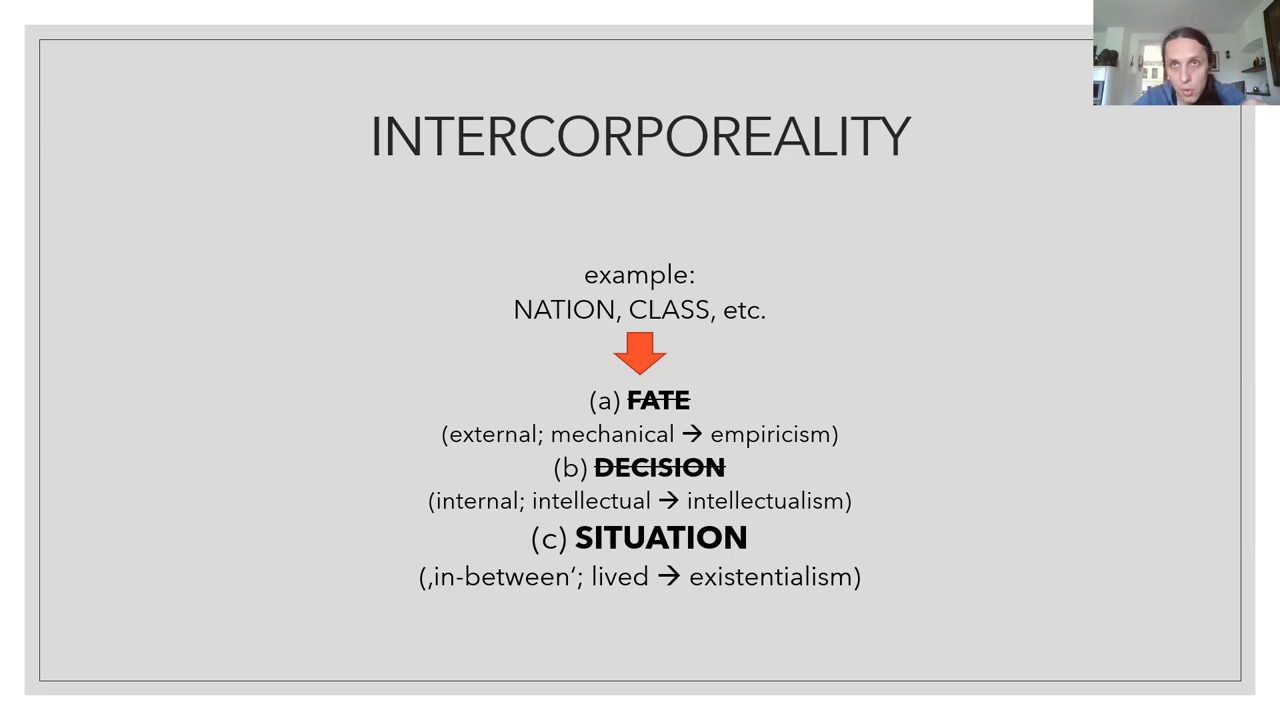 INTERCORPOREALITY
example:
NATION, CLASS, etc.
(a) FATE
(external; mechanical → empiricism)
(b) DECISION
(internal; intellectual → intellectualism)
(c) SITUATION
(‚in-between‘; lived → existentialism)